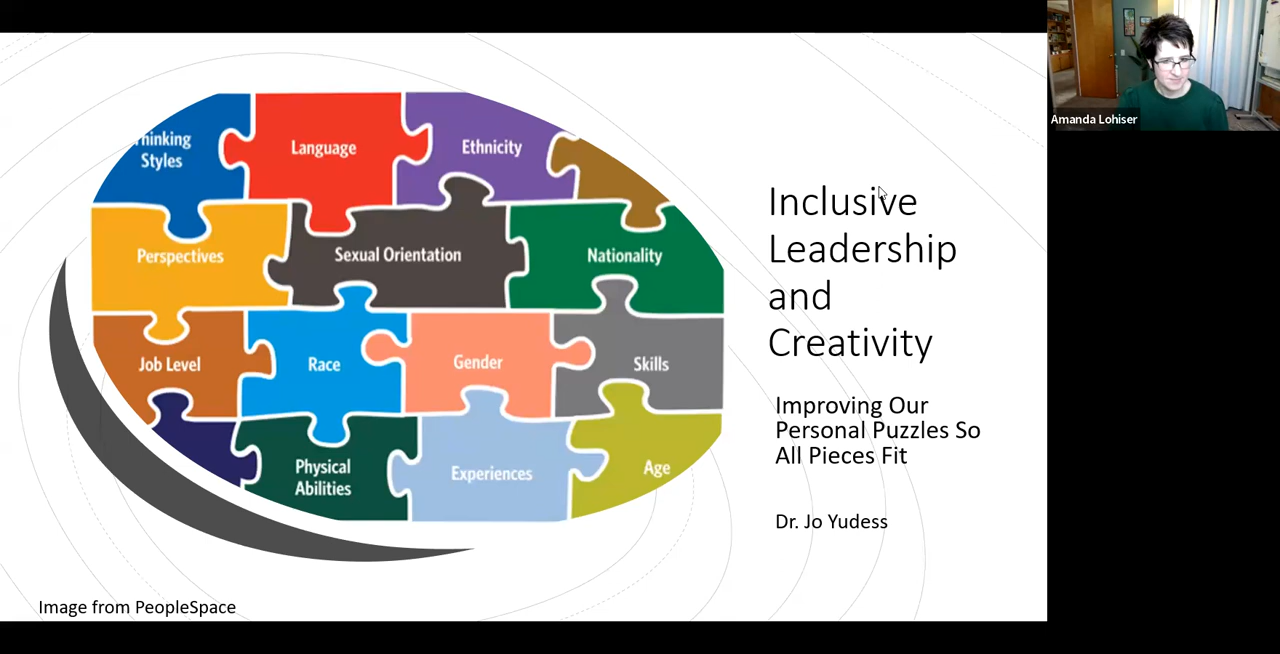 Styles
Language
Ethnicity
Perspectives
Sexual Orientation
Nationality
Job Level
Race
Gender
Skills
Physical
Abilities
Experiences
Age
Inclusive
Leadership
and
Creativity
Improving Our
Personal Puzzles So
All Pieces Fit
Dr. Jo Yudess
Image from PeopleSpace
Amanda Lohiser